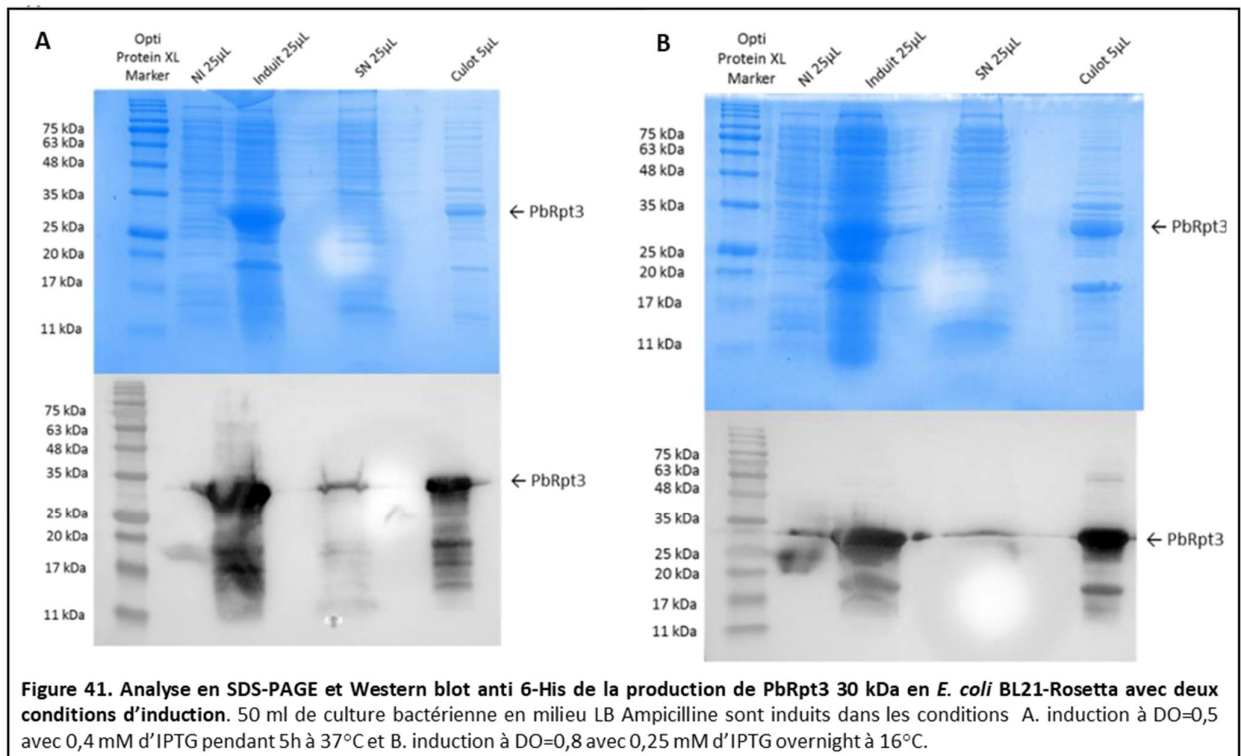 A
Opti
Protein XL
Marker
NI 25µL
Induit 25µL
SN 25µL
Culot 5µL
75 kDa
63 kDa
48 kDa
35 kDa
25 kDa
20 kDa
17 kDa
11 kDa
← PbRpt3
75 kDa
63 kDa
48 kDa
35 kDa
25 kDa
20 kDa
17 kDa
11 kDa
← PbRpt3
B
Opti
Protein XL
Marker
NI 25µL
Induit 25µL
SN 25µL
Culot 5µL
75 kDa
63 kDa
48 kDa
35 kDa
25 kDa
20 kDa
17 kDa
11 kDa
← PbRpt3
75 kDa
63 kDa
48 kDa
35 kDa
25 kDa
20 kDa
17 kDa
11 kDa
← PbRpt3
Figure 41. Analyse en SDS-PAGE et Western blot anti 6-His de la production de PbRpt3 30 kDa en E. coli BL21-Rosetta avec deux
conditions d’induction. 50 ml de culture bactérienne en milieu LB Ampicilline sont induits dans les conditions A. induction à DO=0,5
avec 0,4 mM d’IPTG pendant 5h à 37°C et B. induction à DO=0,8 avec 0,25 mM d’IPTG overnight à 16°C.